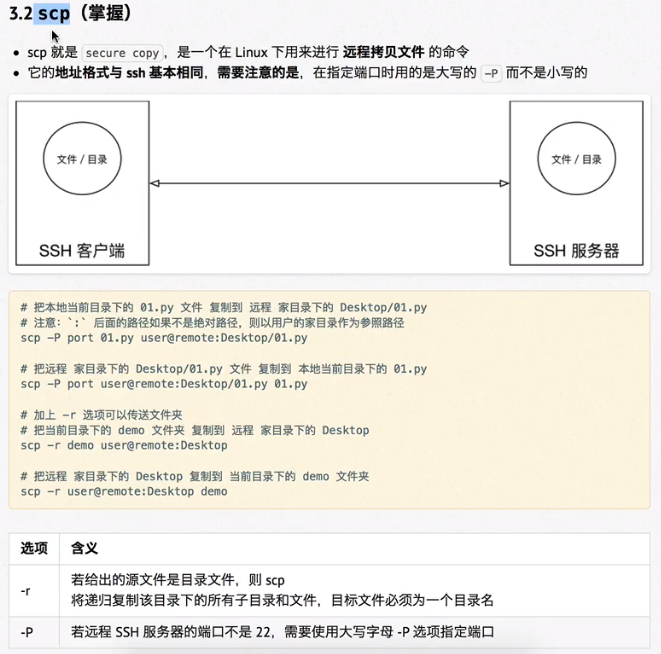 3.2 scp（掌握）
scp 就是 secure copy，是一个在 Linux 下用来进行 远程拷贝文件 的命令
它的地址格式与 ssh 基本相同，需要注意的是，在指定端口时用的是大写的 -P 而不是小写的
文件 / 目录
文件 / 目录
SSH 客户端
SSH 服务器
# 把本地当前目录下的 01.py 文件 复制到 远程 家目录下的 Desktop/01.py
# 注意：`:` 后面的路径如果不是绝对路径，则以用户的家目录作为参照路径
scp -P port 01.py user@remote:Desktop/01.py
# 把远程 家目录下的 Desktop/01.py 文件 复制到 本地当前目录下的 01.py
scp -P port user@remote:Desktop/01.py 01.py
# 加上 -r 选项可以传送文件夹
# 把当前目录下的 demo 文件夹 复制到 远程 家目录下的 Desktop
scp -r demo user@remote:Desktop
# 把远程 家目录下的 Desktop 复制到 当前目录下的 demo 文件夹
scp -r user@remote:Desktop demo
选项 含义
-r 若给出的源文件是目录文件，则 scp
将递归复制该目录下的所有子目录和文件，目标文件必须为一个目录名
-P 若远程 SSH 服务器的端口不是 22，需要使用大写字母 -P 选项指定端口